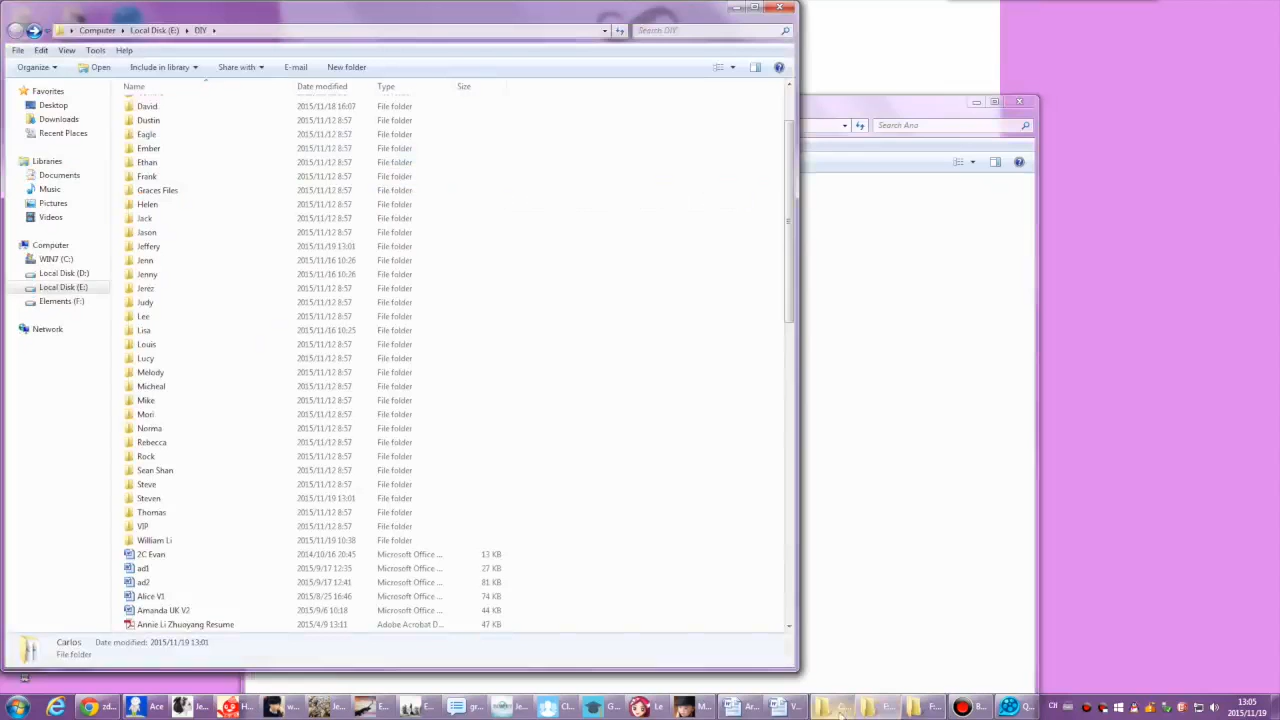 Computer Local Disk (E:) DIY
Search DIY
File Edit View Tools Help
Organize Open Include in library Share with E-mail New folder
Name Date modified Type Size
Favorites
Desktop
Downloads
Recent Places
Libraries
Documents
Music
Pictures
Videos
Computer
WIN7 (C:)
Local Disk (D:)
Local Disk (E:)
Elements (F:)
Network
David 2015/11/18 16:07 File folder
Dustin 2015/11/12 8:57 File folder
Eagle 2015/11/12 8:57 File folder
Ember 2015/11/12 8:57 File folder
Ethan 2015/11/12 8:57 File folder
Frank 2015/11/12 8:57 File folder
Graces Files 2015/11/12 8:57 File folder
Helen 2015/11/12 8:57 File folder
Jack 2015/11/12 8:57 File folder
Jason 2015/11/12 8:57 File folder
Jeffery 2015/11/19 13:01 File folder
Jenn 2015/11/16 10:26 File folder
Jenny 2015/11/16 10:26 File folder
Jerez 2015/11/12 8:57 File folder
Judy 2015/11/12 8:57 File folder
Lee 2015/11/12 8:57 File folder
Lisa 2015/11/16 10:25 File folder
Louis 2015/11/12 8:57 File folder
Lucy 2015/11/12 8:57 File folder
Melody 2015/11/12 8:57 File folder
Micheal 2015/11/12 8:57 File folder
Mike 2015/11/12 8:57 File folder
Mori 2015/11/12 8:57 File folder
Norma 2015/11/12 8:57 File folder
Rebecca 2015/11/12 8:57 File folder
Rock 2015/11/12 8:57 File folder
Sean Shan 2015/11/12 8:57 File folder
Steve 2015/11/12 8:57 File folder
Steven 2015/11/19 13:01 File folder
Thomas 2015/11/12 8:57 File folder
VIP 2015/11/12 8:57 File folder
William Li 2015/11/19 10:38 File folder
2C Evan 2014/10/16 20:45 Microsoft Office ... 13 KB
ad1 2015/9/17 12:35 Microsoft Office ... 27 KB
ad2 2015/9/17 12:41 Microsoft Office ... 81 KB
Alice V1 2015/8/25 16:46 Microsoft Office ... 74 KB
Amanda UK V2 2015/9/6 10:18 Microsoft Office ... 44 KB
Annie Li Zhuoyang Resume 2015/4/9 13:11 Adobe Acrobat D... 47 KB
Carlos Date modified: 2015/11/19 13:01
File folder
Search Ana
zd... Ace Je... H... w... Je... E... E... gr... Je... Cl... G... Le M... Ar... V... E... F... B... Q... CH
13:05
2015/11/19